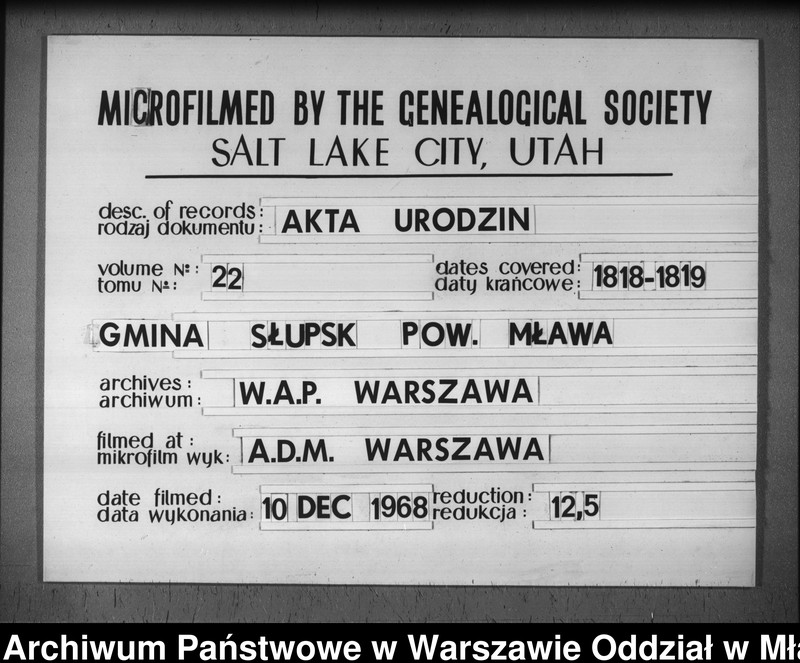 MICROFILMED BY THE GENEALOGICAL SOCIETY
SALT LAKE CITY, UTAH
desc. of records: AKTA URODZIN
rodzaj dokumentu:
volume №: 22 dates covered: 1818-1819
tomu №: daty krańcowe:
GMINA SŁUPSK POW. MŁAWA
archives: W.A.P. WARSZAWA
archiwum:
filmed at: A.D.M. WARSZAWA
mikrofilm wyk:
date filmed: 10 DEC 1968 reduction: 12,5
data wykonania: redukcja:
Archiwum Państwowe w Warszawie Oddział w Mła